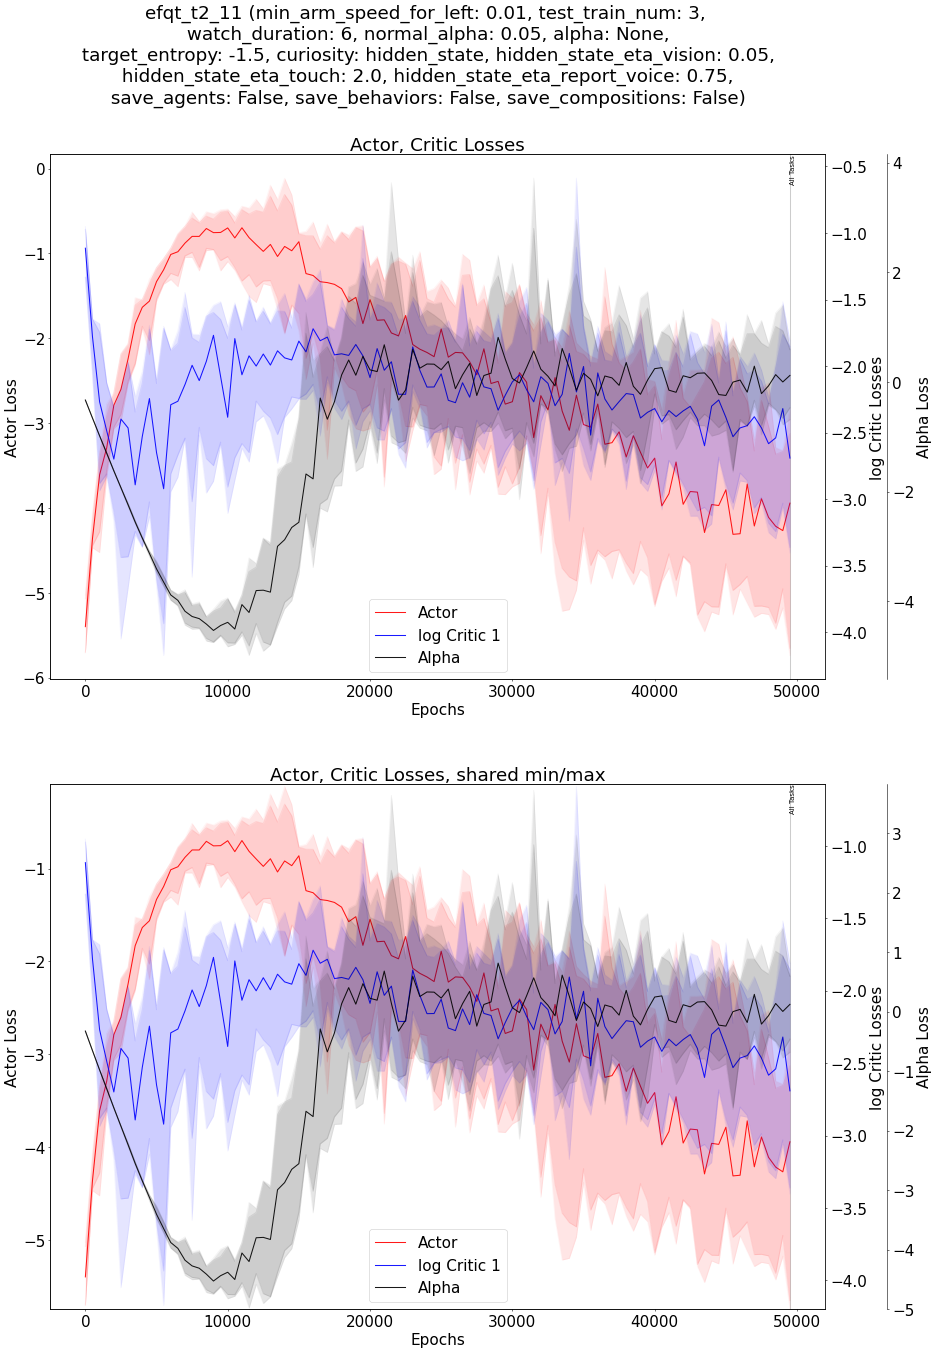 efqt_t2_11 (min_arm_speed_for_left: 0.01, test_train_num: 3,
watch_duration: 6, normal_alpha: 0.05, alpha: None,
target_entropy: -1.5, curiosity: hidden_state, hidden_state_eta_vision: 0.05,
hidden_state_eta_touch: 2.0, hidden_state_eta_report_voice: 0.75,
save_agents: False, save_behaviors: False, save_compositions: False)
Actor, Critic Losses
0
−1
−2
−3
−4
−5
−6
Actor Loss
0
10000
20000
30000
40000
50000
Epochs
−0.5
−1.0
−1.5
−2.0
−2.5
−3.0
−3.5
−4.0
log Critic Losses
4
2
0
−2
−4
Alpha Loss
All Tasks
Actor
log Critic 1
Alpha
Actor, Critic Losses, shared min/max
−1
−2
−3
−4
−5
Actor Loss
0
10000
20000
30000
40000
50000
Epochs
−1.0
−1.5
−2.0
−2.5
−3.0
−3.5
−4.0
log Critic Losses
3
2
1
0
−1
−2
−3
−4
−5
Alpha Loss
All Tasks
Actor
log Critic 1
Alpha